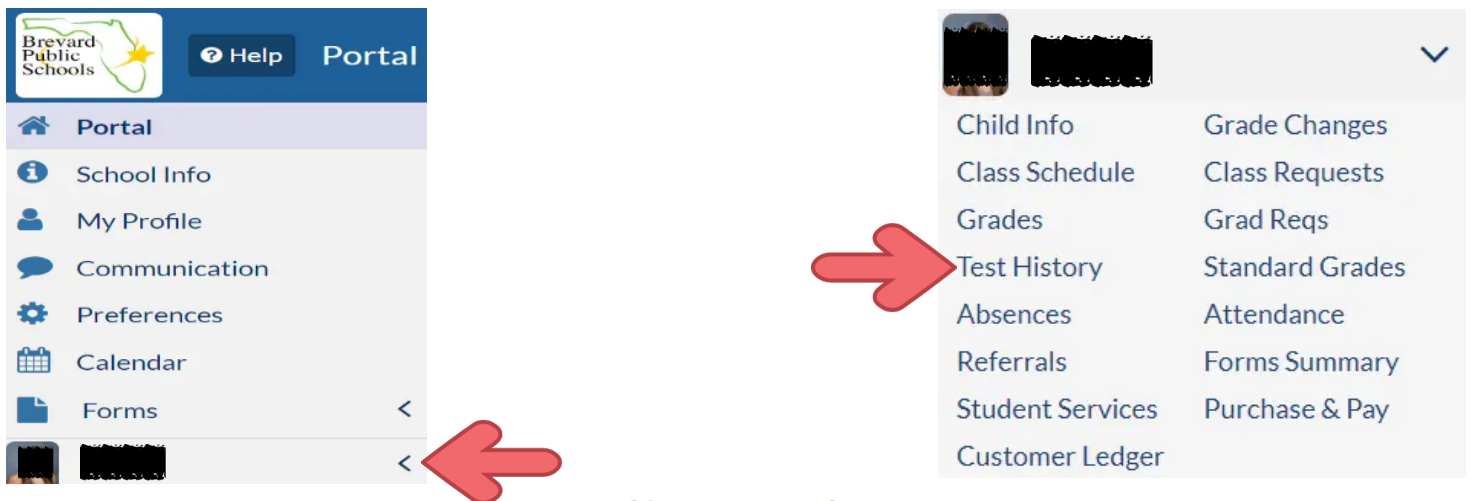 Brevard
Public
Schools
? Help
Portal
Portal
School Info
My Profile
Communication
Preferences
Calendar
Forms <
<
Child Info Grade Changes
Class Schedule Class Requests
Grades Grad Reqs
Test History Standard Grades
Absences Attendance
Referrals Forms Summary
Student Services Purchase & Pay
Customer Ledger